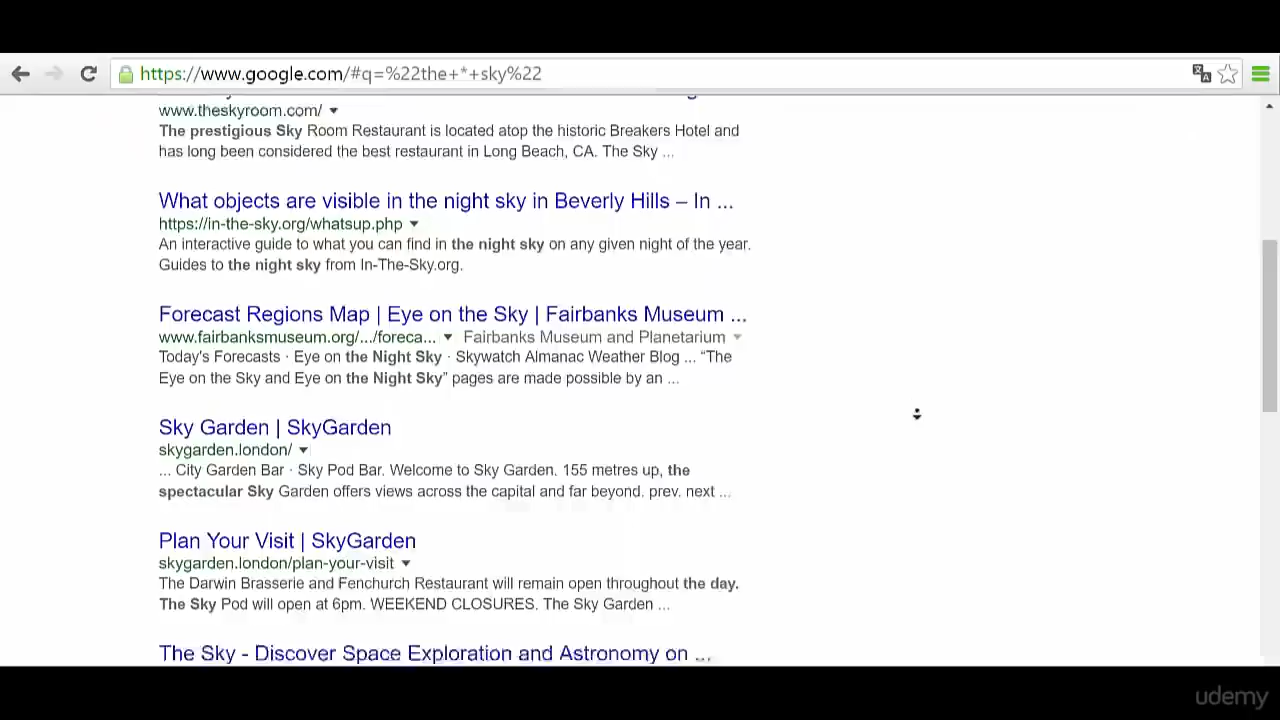 https://www.google.com/#q=%22the+*+sky%22
www.theskyroom.com/
The prestigious Sky Room Restaurant is located atop the historic Breakers Hotel and
has long been considered the best restaurant in Long Beach, CA. The Sky ...
What objects are visible in the night sky in Beverly Hills – In ...
https://in-the-sky.org/whatsup.php
An interactive guide to what you can find in the night sky on any given night of the year.
Guides to the night sky from In-The-Sky.org.
Forecast Regions Map | Eye on the Sky | Fairbanks Museum ...
www.fairbanksmuseum.org/.../foreca... Fairbanks Museum and Planetarium
Today's Forecasts · Eye on the Night Sky · Skywatch Almanac Weather Blog ... “The
Eye on the Sky and Eye on the Night Sky” pages are made possible by an ...
Sky Garden | SkyGarden
skygarden.london/
... City Garden Bar · Sky Pod Bar. Welcome to Sky Garden. 155 metres up, the
spectacular Sky Garden offers views across the capital and far beyond. prev. next ...
Plan Your Visit | SkyGarden
skygarden.london/plan-your-visit
The Darwin Brasserie and Fenchurch Restaurant will remain open throughout the day.
The Sky Pod will open at 6pm. WEEKEND CLOSURES. The Sky Garden ...
The Sky - Discover Space Exploration and Astronomy on ...
udemy